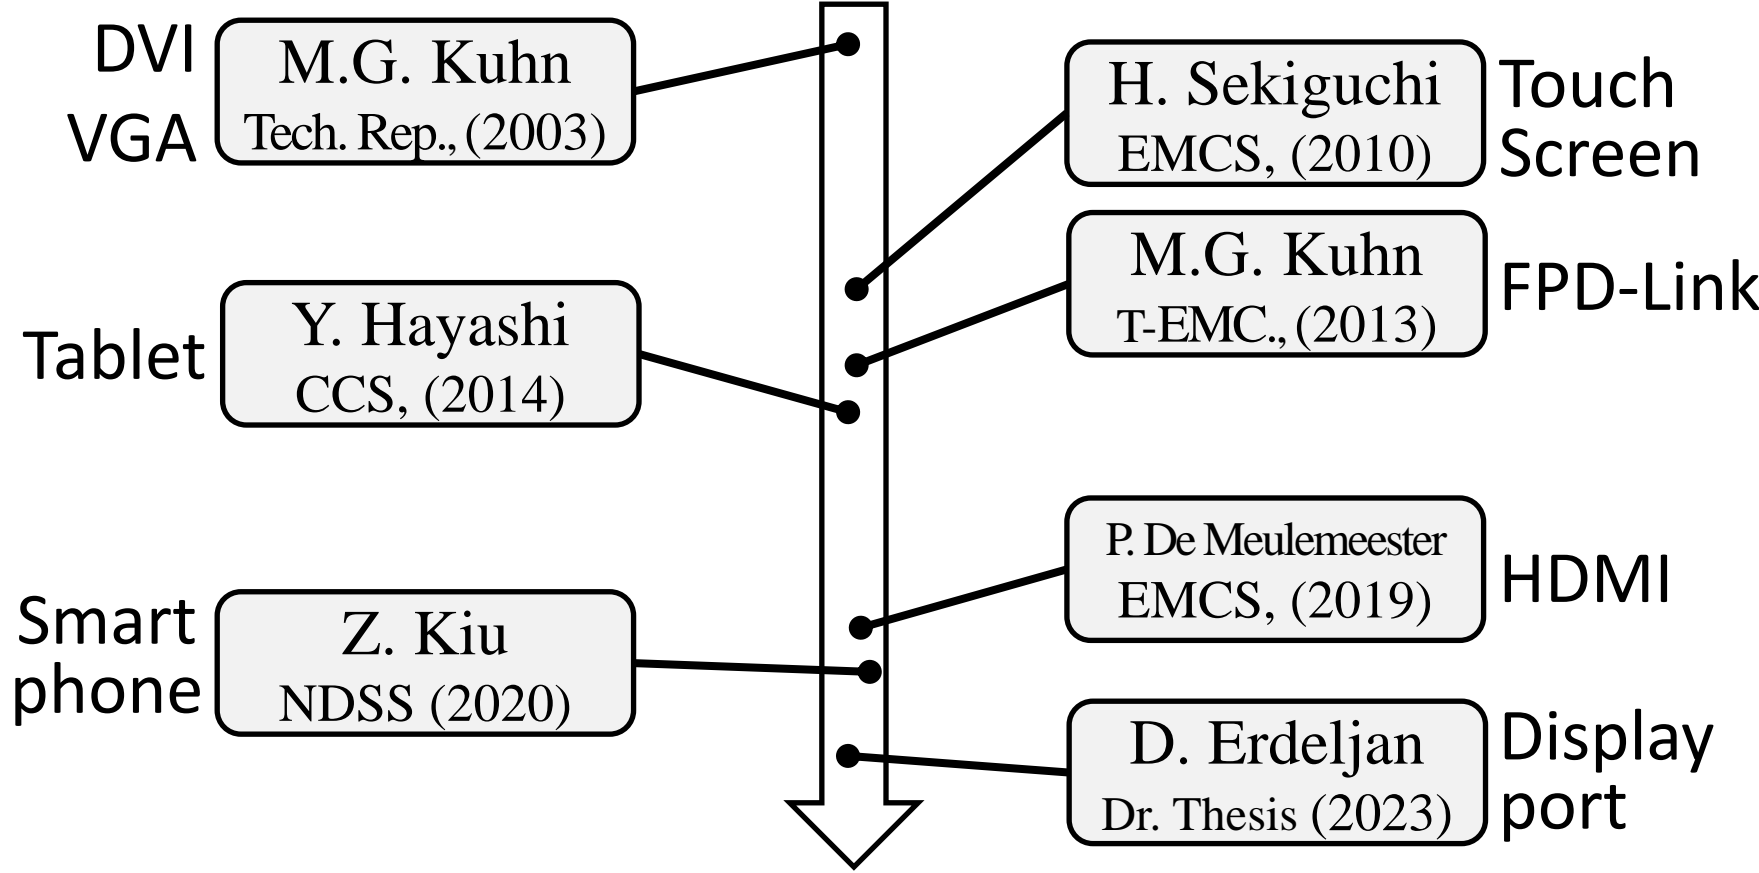 DVI
VGA
M.G. Kuhn
Tech. Rep., (2003)
H. Sekiguchi
EMCS, (2010)
Touch
Screen
M.G. Kuhn
T-EMC., (2013)
FPD-Link
Tablet
Y. Hayashi
CCS, (2014)
P. De Meulemeester
EMCS, (2019)
HDMI
Smart
phone
Z. Kiu
NDSS (2020)
D. Erdeljan
Dr. Thesis (2023)
Display
port